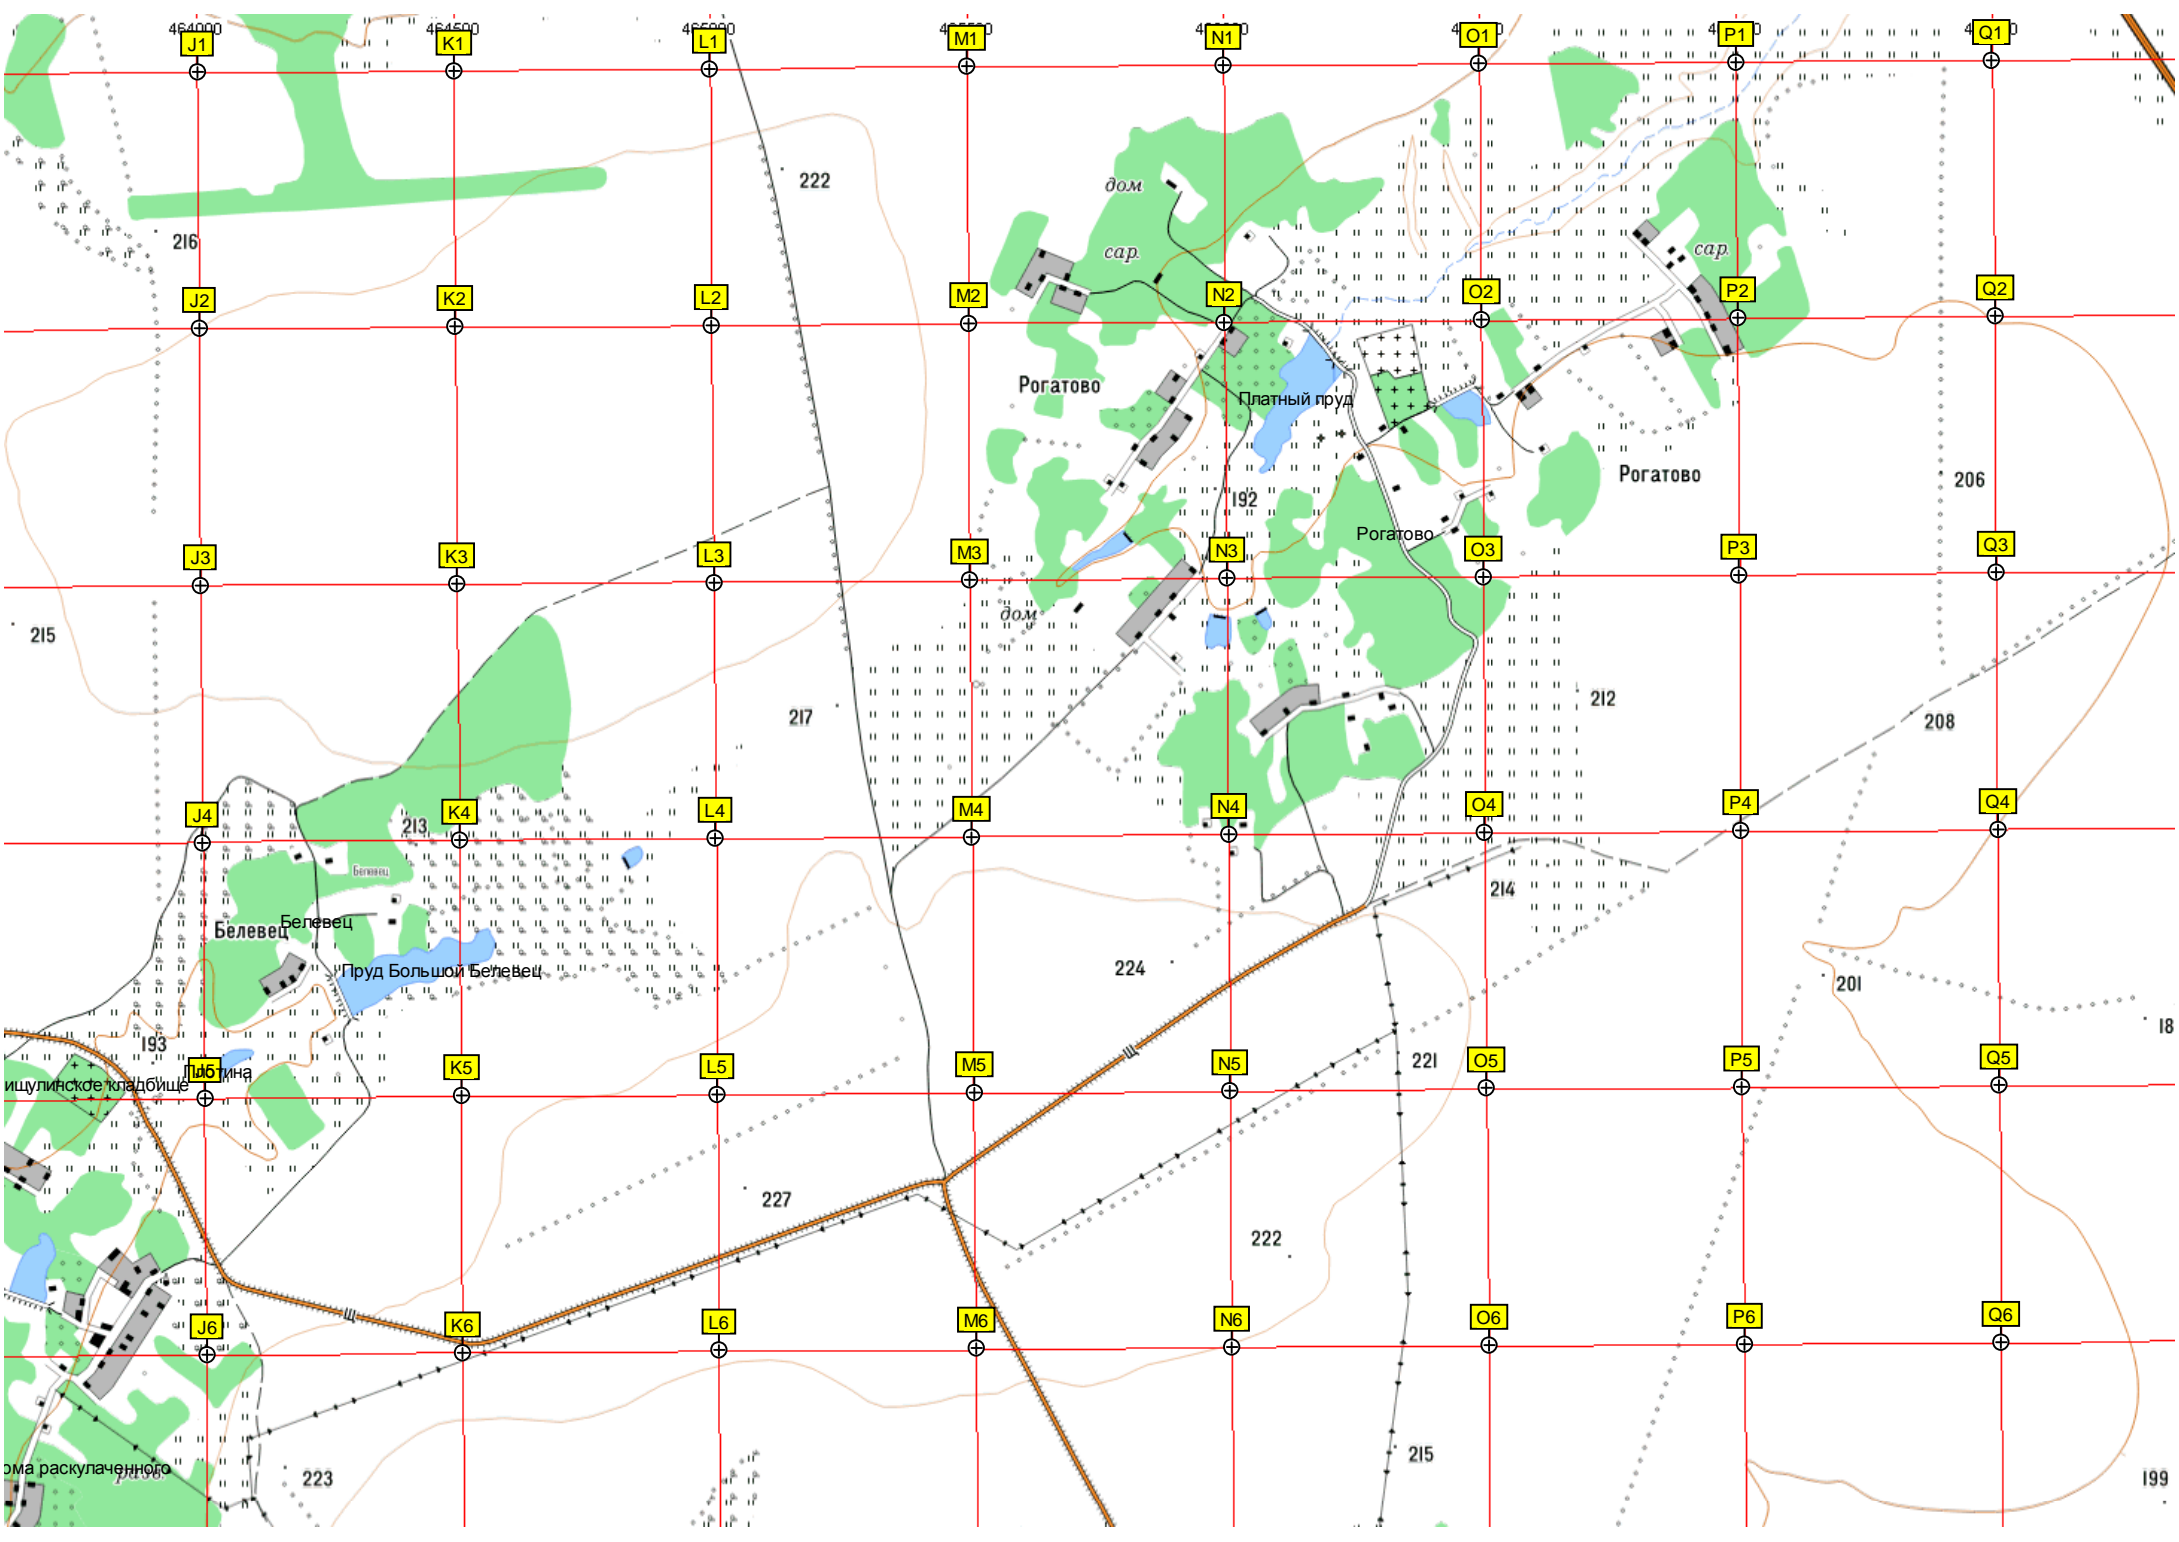 J1 K1 L1 M1 N1 O1 P1 Q1
222
дом
216
сар.
сар.
J2 K2 L2 M2 N2 O2 P2 Q2
Рогатово
Платный пруд
Рогатово
206
192
Рогатово
J3 K3 L3 M3 N3 O3 P3 Q3
дом
215
212
217
208
J4 K4 L4 M4 N4 O4 P4 Q4
213
Белевец
214
Белевец
Белевец
224
Пруд Большой Белевец
201
193
18
221
J5 K5 L5 M5 N5 O5 P5 Q5
Плотина
ищулинское кладбище
227
222
J6 K6 L6 M6 N6 O6 P6 Q6
215
ома раскулаченного
223
199